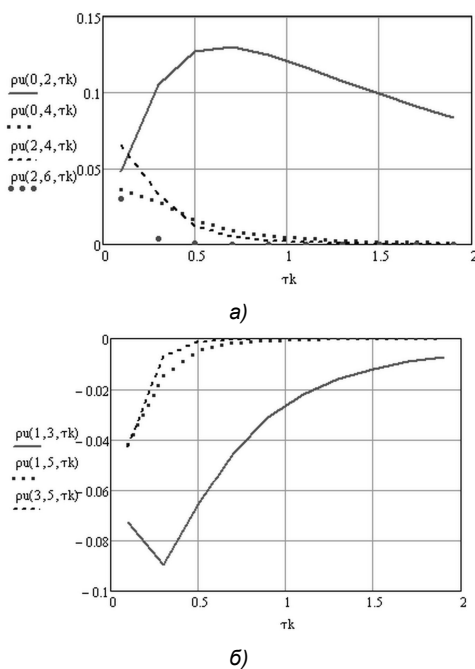 0.15
ρu(0,2,τk)
ρu(0,4,τk)
0.1
ρu(2,4,τk)
0.05
ρu(2,6,τk)
0
0 0.5 1 1.5 2
τk
а)
0
− 0.02
− 0.04
ρu(1,3,τk)
ρu(1,5,τk)
− 0.06
ρu(3,5,τk)
− 0.08
− 0.1
0 0.5 1 1.5 2
τk
б)